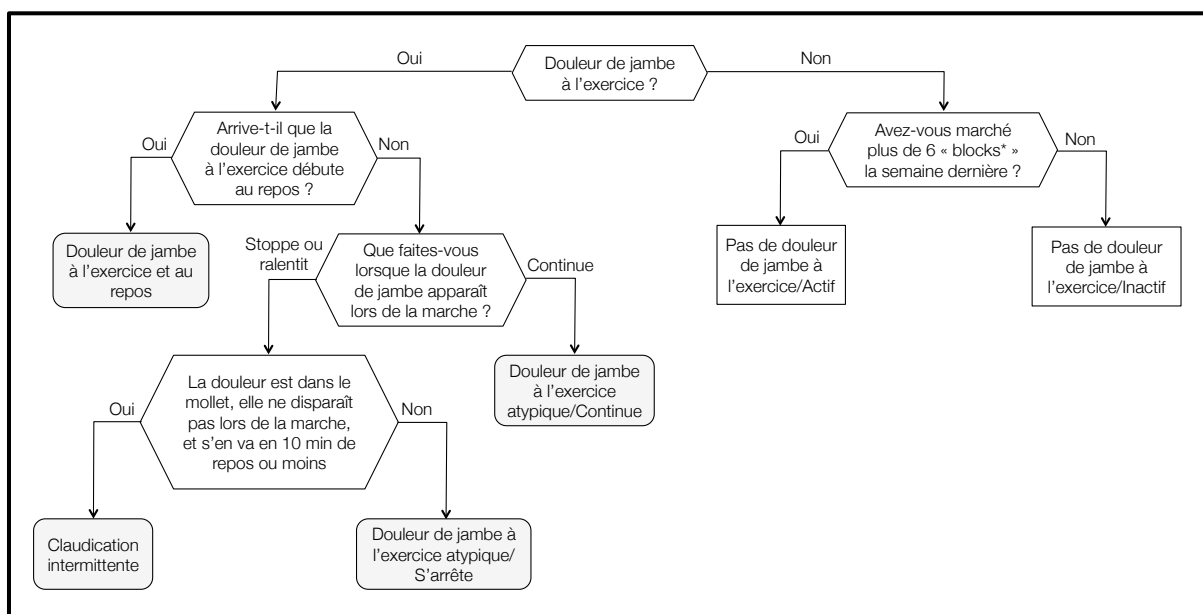 Oui
Douleur de jambe
à l'exercice ?
Non
Oui
Arrive-t-il que la
douleur de jambe
à l'exercice débute
au repos ?
Non
Oui
Avez-vous marché
plus de 6 « blocks* »
la semaine dernière ?
Non
Douleur de jambe
à l'exercice et au
repos
Stoppe ou
ralentit
Que faites-vous
lorsque la douleur
de jambe apparaît
lors de la marche ?
Continue
Pas de douleur
de jambe à
l'exercice/Actif
Pas de douleur
de jambe à
l'exercice/Inactif
Oui
La douleur est dans le
mollet, elle ne disparaît
pas lors de la marche,
et s'en va en 10 min de
repos ou moins
Non
Douleur de jambe
à l'exercice
atypique/Continue
Claudication
intermittente
Douleur de jambe à
l'exercice atypique/
S'arrête